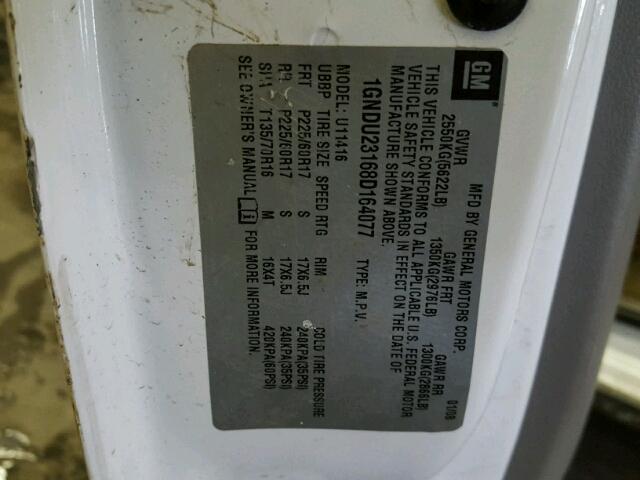 GM
MFD BY GENERAL MOTORS CORP. 01/08
GVWR GAWR FRT GAWR RR
2550KG(5622LB) 1350KG(2976LB) 1300KG(2866LB)
THIS VEHICLE CONFORMS TO ALL APPLICABLE U.S. FEDERAL MOTOR
VEHICLE SAFETY STANDARDS IN EFFECT ON THE DATE OF
MANUFACTURE SHOWN ABOVE.
1GNDU23168D164077 TYPE: M.P.V.
MODEL: U11416
UBBP TIRE SIZE SPEED RTG RIM COLD TIRE PRESSURE
FRT P225/60R17 S 17X6.5J 240KPA(35PSI)
RR P225/60R17 S 17X6.5J 240KPA(35PSI)
T135/70R16 M 16X4T 420KPA(60PSI)
SEE OWNER'S MANUAL